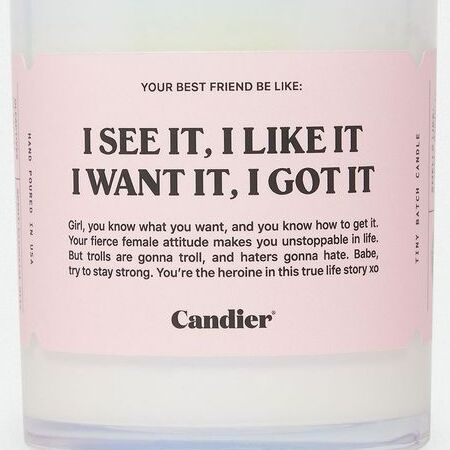 YOUR BEST FRIEND BE LIKE:
I SEE IT, I LIKE IT
I WANT IT, I GOT IT
Girl, you know what you want, and you know how to get it.
Your fierce female attitude makes you unstoppable in life.
But trolls are gonna troll, and haters gonna hate. Babe,
try to stay strong. You're the heroine in this true life story xo
Candier®
HAND POURED IN USA
TINY BATCH CANDLE